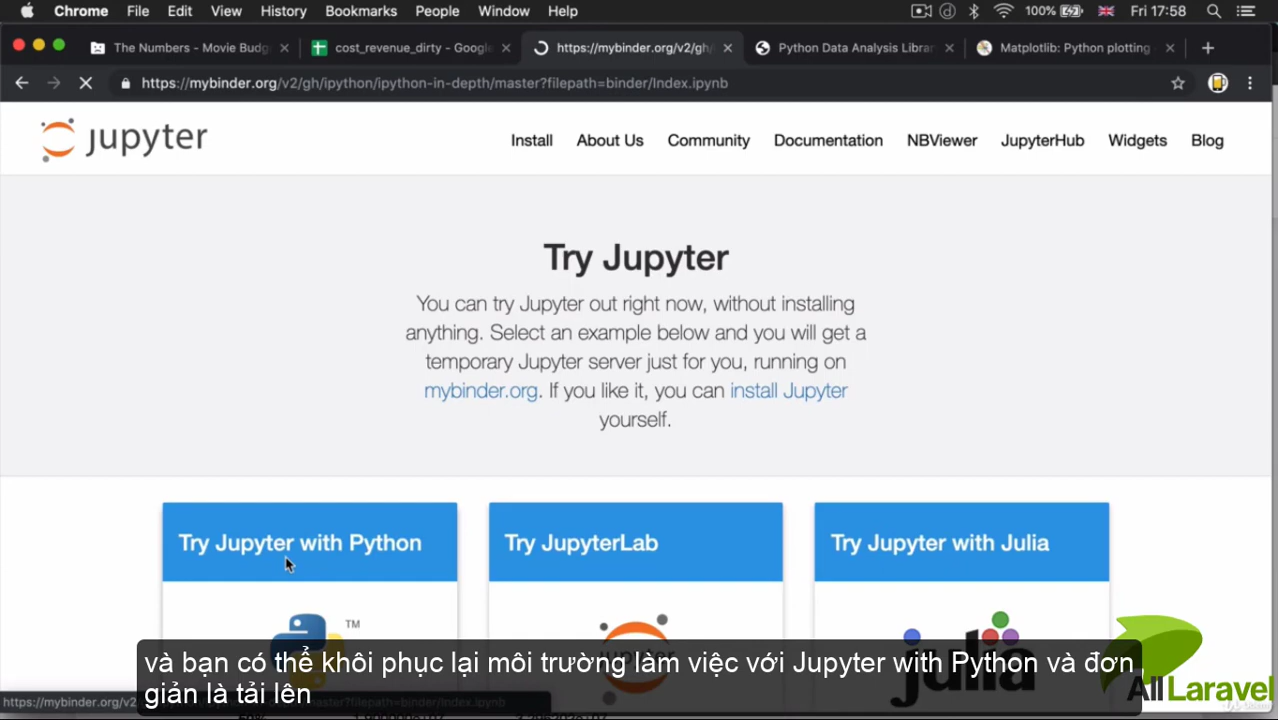 Chrome File Edit View History Bookmarks People Window Help 100% Fri 17:58
The Numbers - Movie Budg cost_revenue_dirty - Google https://mybinder.org/v2/gh/ Python Data Analysis Librar Matplotlib: Python plotting -
https://mybinder.org/v2/gh/ipython/ipython-in-depth/master?filepath=binder/Index.ipynb
jupyter Install About Us Community Documentation NBViewer JupyterHub Widgets Blog
Try Jupyter
You can try Jupyter out right now, without installing
anything. Select an example below and you will get a
temporary Jupyter server just for you, running on
mybinder.org. If you like it, you can install Jupyter
yourself.
Try Jupyter with Python Try JupyterLab Try Jupyter with Julia
TM
julia
và bạn có thể khôi phục lại môi trường làm việc với Jupyter with Python và đơn
giản là tải lên
AllLaravel
https://mybinder.org/v2